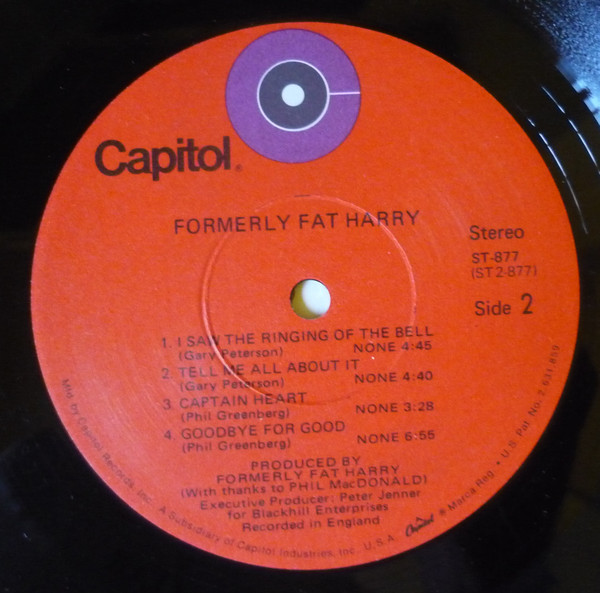 Capitol®
FORMERLY FAT HARRY
Stereo
ST-877
(ST2-877)
Side 2
1. I SAW THE RINGING OF THE BELL
(Gary Peterson) NONE 4:45
2. TELL ME ALL ABOUT IT
(Gary Peterson) NONE 4:40
3. CAPTAIN HEART
(Phil Greenberg) NONE 3:28
4. GOODBYE FOR GOOD
(Phil Greenberg) NONE 6:55
PRODUCED BY
FORMERLY FAT HARRY
(With thanks to PHIL MacDONALD)
Executive Producer: Peter Jenner
for Blackhill Enterprises
Recorded in England
Mfd. by Capitol Records, Inc., A Subsidiary of Capitol Industries, Inc., U.S.A. Capitol ® Marca Reg. • U.S. Pat. No. 2,631,859